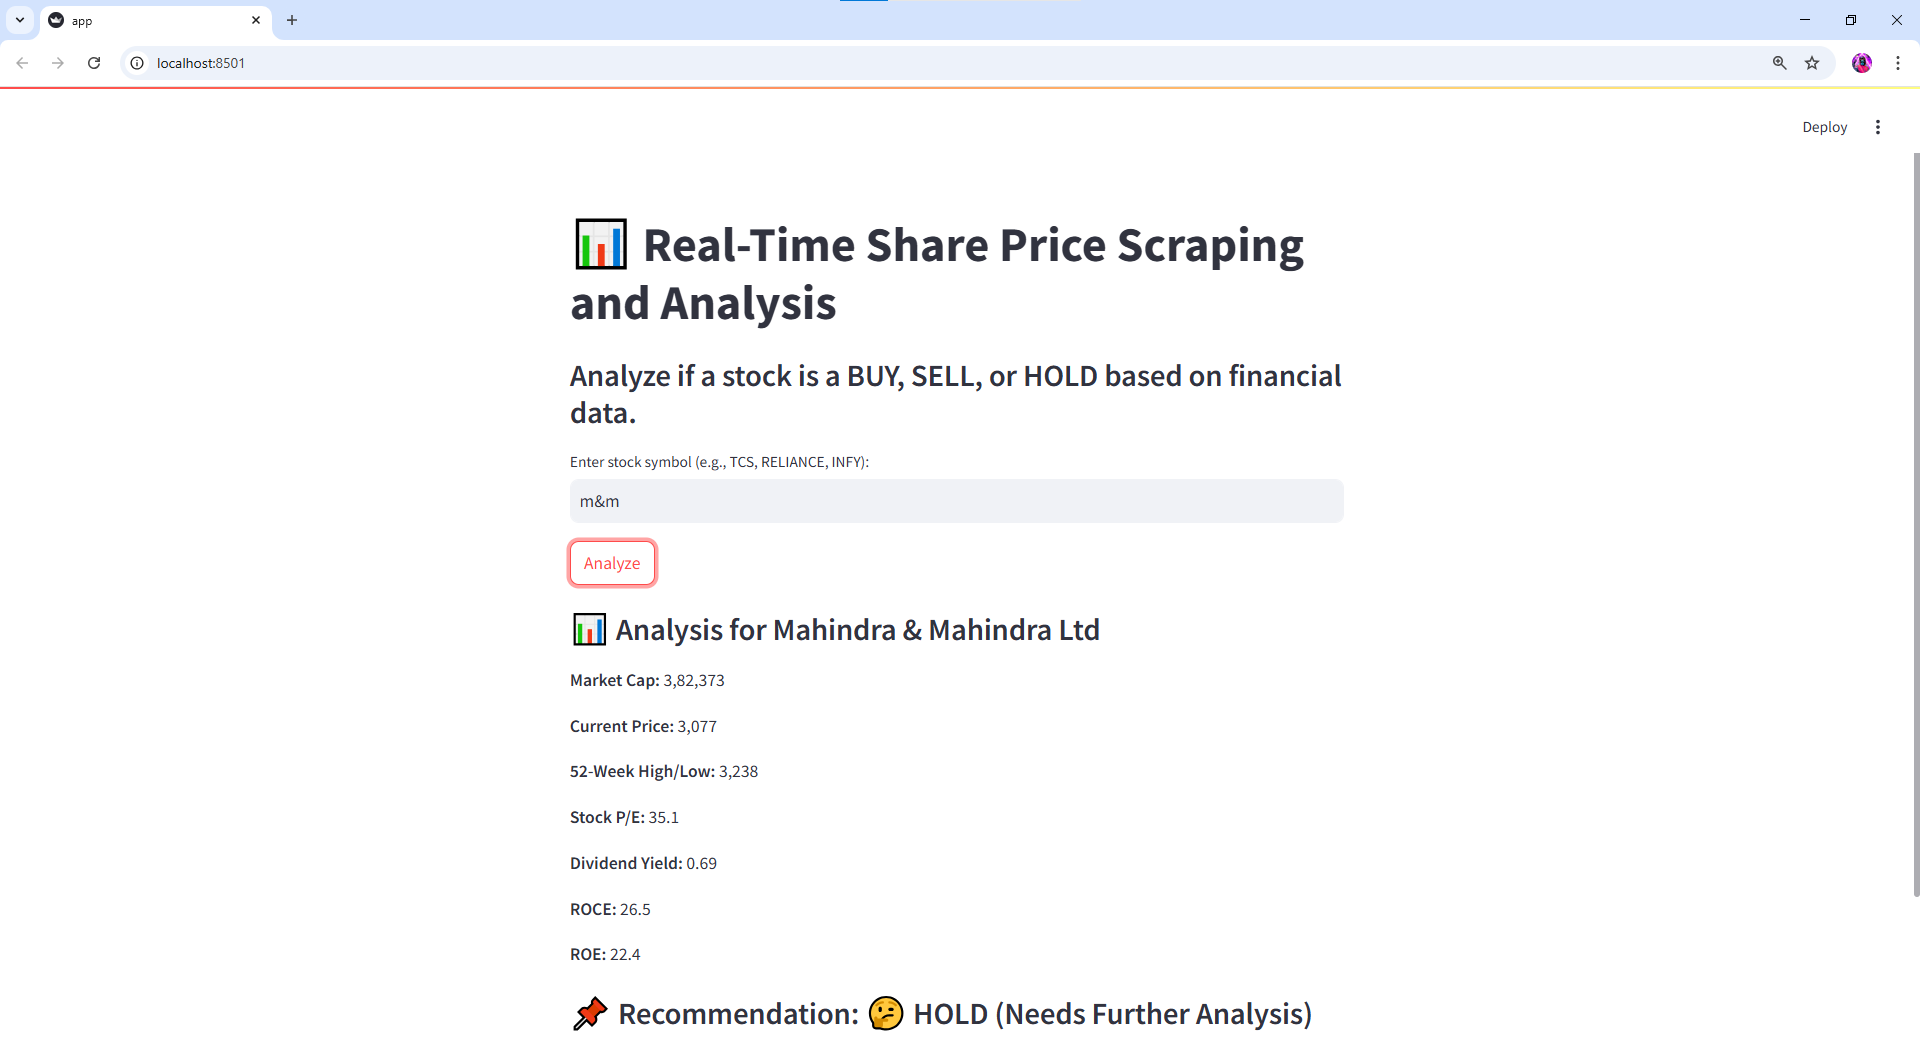 app
localhost:8501
Deploy
📊 Real-Time Share Price Scraping
and Analysis
Analyze if a stock is a BUY, SELL, or HOLD based on financial
data.
Enter stock symbol (e.g., TCS, RELIANCE, INFY):
m&m
Analyze
📊 Analysis for Mahindra & Mahindra Ltd
Market Cap: 3,82,373
Current Price: 3,077
52-Week High/Low: 3,238
Stock P/E: 35.1
Dividend Yield: 0.69
ROCE: 26.5
ROE: 22.4
📌 Recommendation: 🤔 HOLD (Needs Further Analysis)